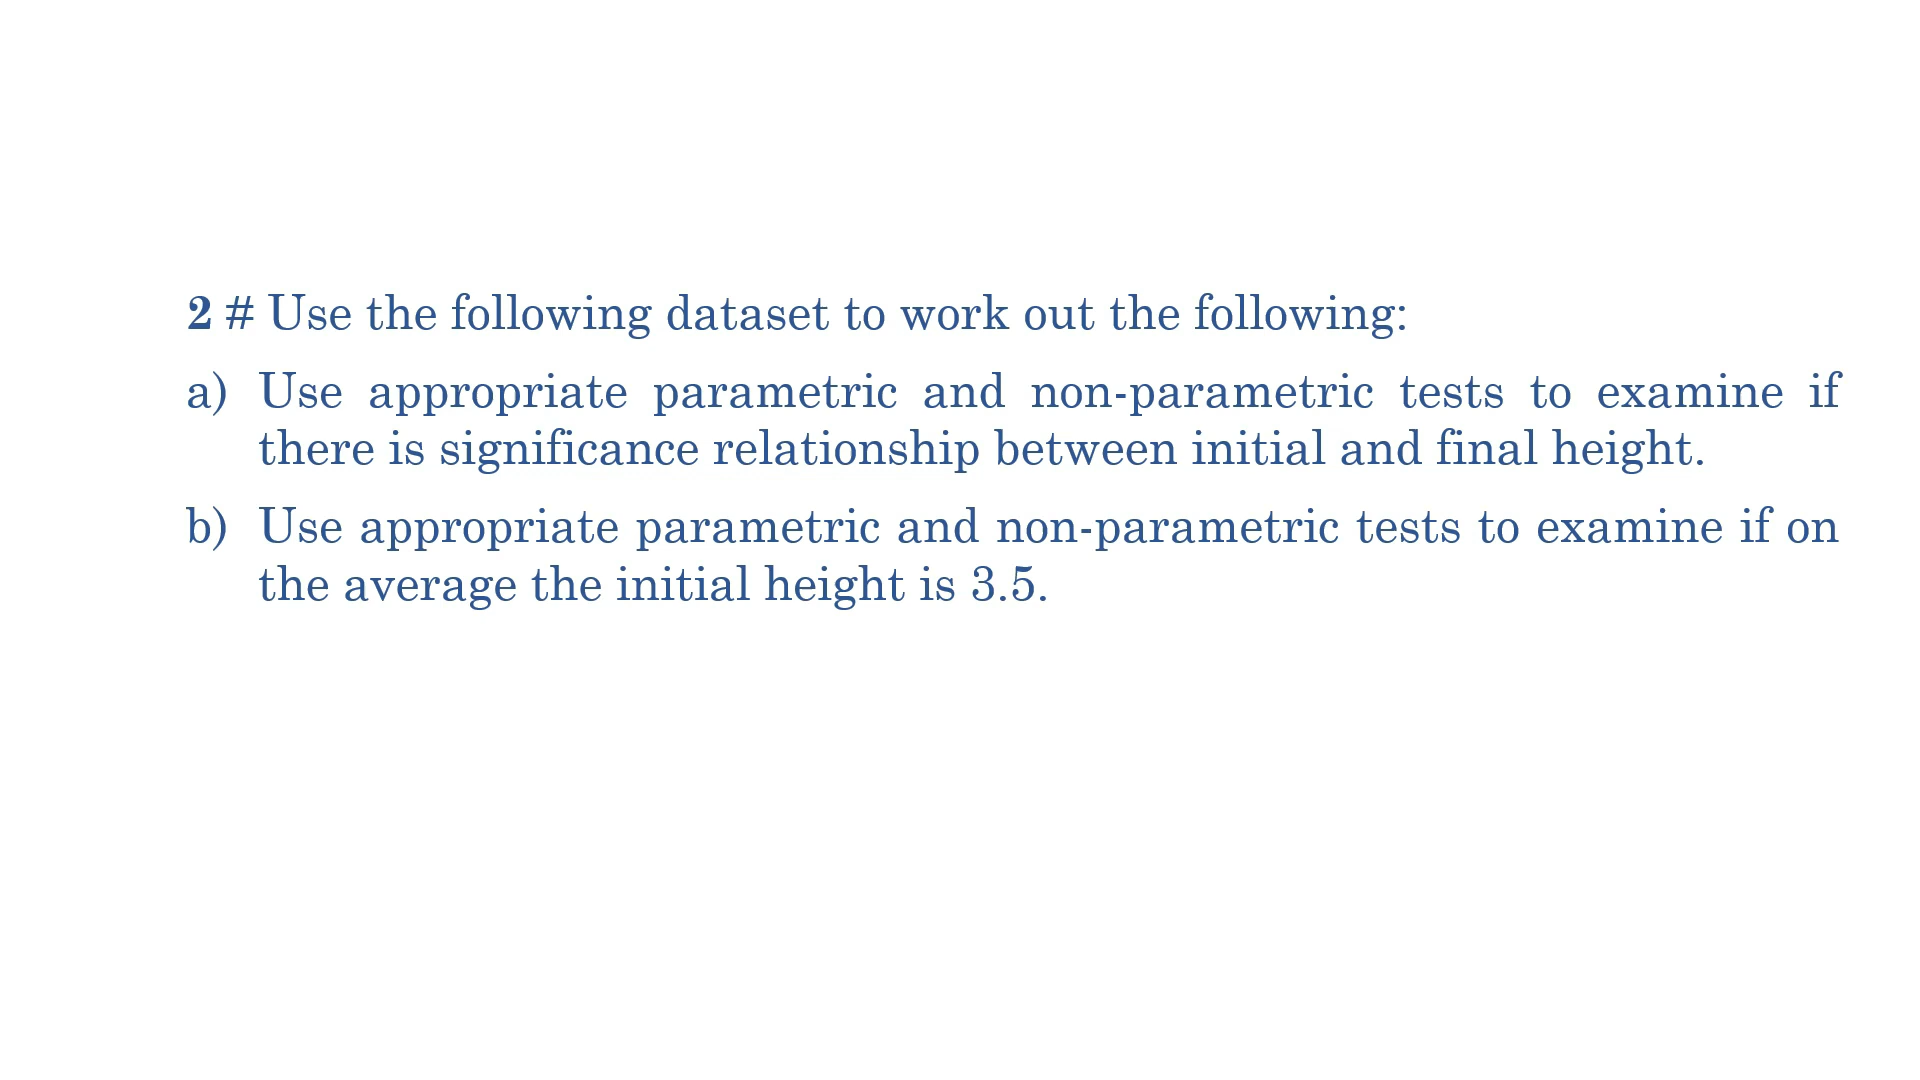 2 # Use the following dataset to work out the following:
a) Use appropriate parametric and non-parametric tests to examine if
there is significance relationship between initial and final height.
b) Use appropriate parametric and non-parametric tests to examine if on
the average the initial height is 3.5.